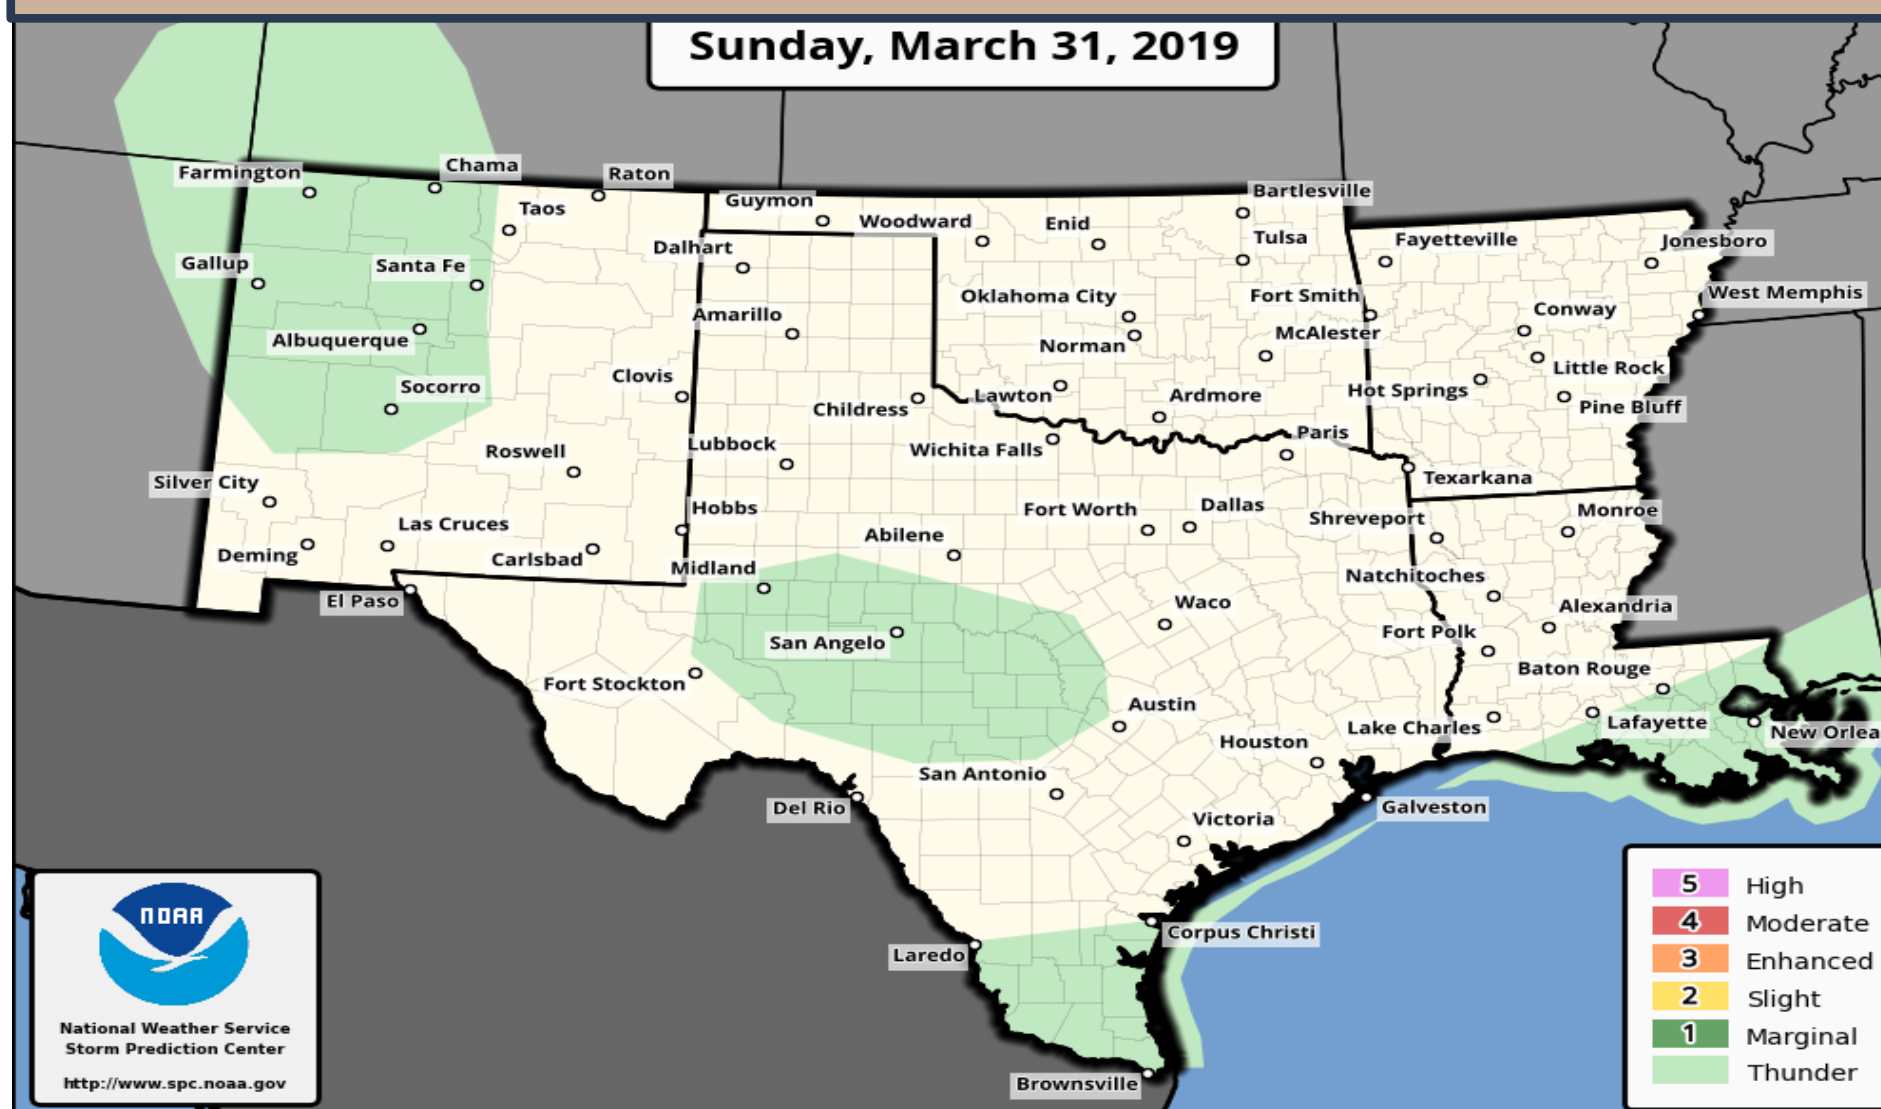 Sunday, March 31, 2019
Farmington
Chama
Raton
Taos
Guymon
Woodward
Enid
Bartlesville
Tulsa
Dalhart
Fayetteville
Jonesboro
Gallup
Santa Fe
Amarillo
Oklahoma City
Fort Smith
Conway
West Memphis
Albuquerque
Norman
McAlester
Little Rock
Socorro
Clovis
Childress
Lawton
Ardmore
Hot Springs
Pine Bluff
Roswell
Lubbock
Wichita Falls
Paris
Texarkana
Silver City
Las Cruces
Hobbs
Abilene
Fort Worth
Dallas
Shreveport
Monroe
Deming
Carlsbad
Midland
Natchitoches
El Paso
San Angelo
Waco
Fort Polk
Alexandria
Fort Stockton
Austin
Baton Rouge
Houston
Lake Charles
Lafayette
New Orlea
San Antonio
Del Rio
Victoria
Galveston
Corpus Christi
Laredo
Brownsville
NOAA
National Weather Service
Storm Prediction Center
http://www.spc.noaa.gov
5 High
4 Moderate
3 Enhanced
2 Slight
1 Marginal
Thunder